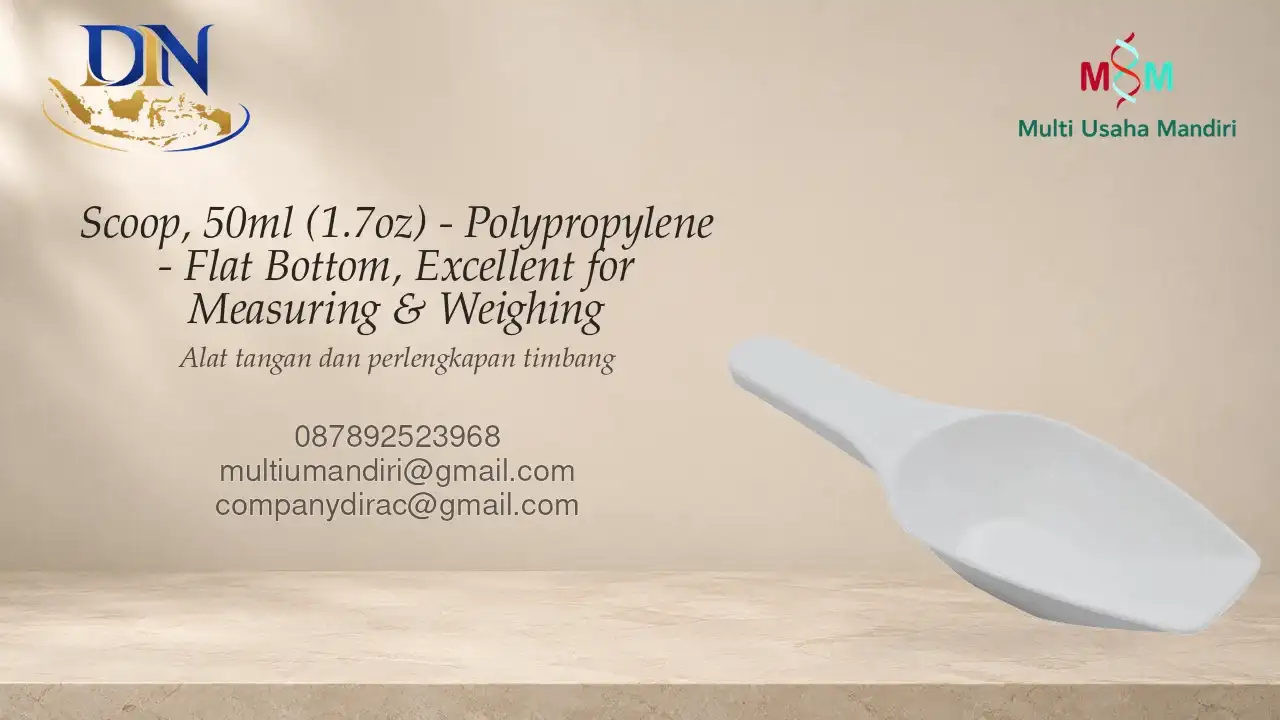 DIN
M M
Multi Usaha Mandiri
Scoop, 50ml (1.7oz) - Polypropylene
- Flat Bottom, Excellent for
Measuring & Weighing
Alat tangan dan perlengkapan timbang
087892523968
multiumandiri@gmail.com
companydirac@gmail.com